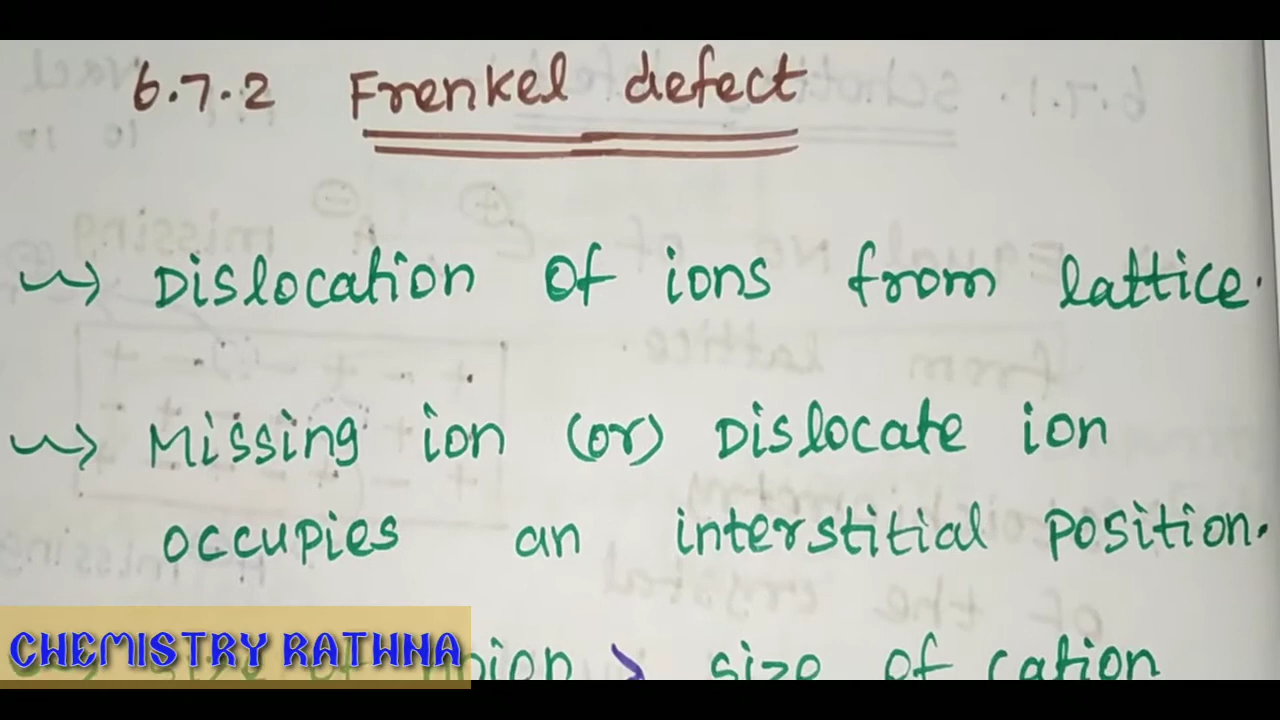 6.7.2 Frenkel defect
Dislocation of ions from lattice.
Missing ion (or) Dislocate ion
occupies an interstitial position.
size of cation
CHEMISTRY RATHNA